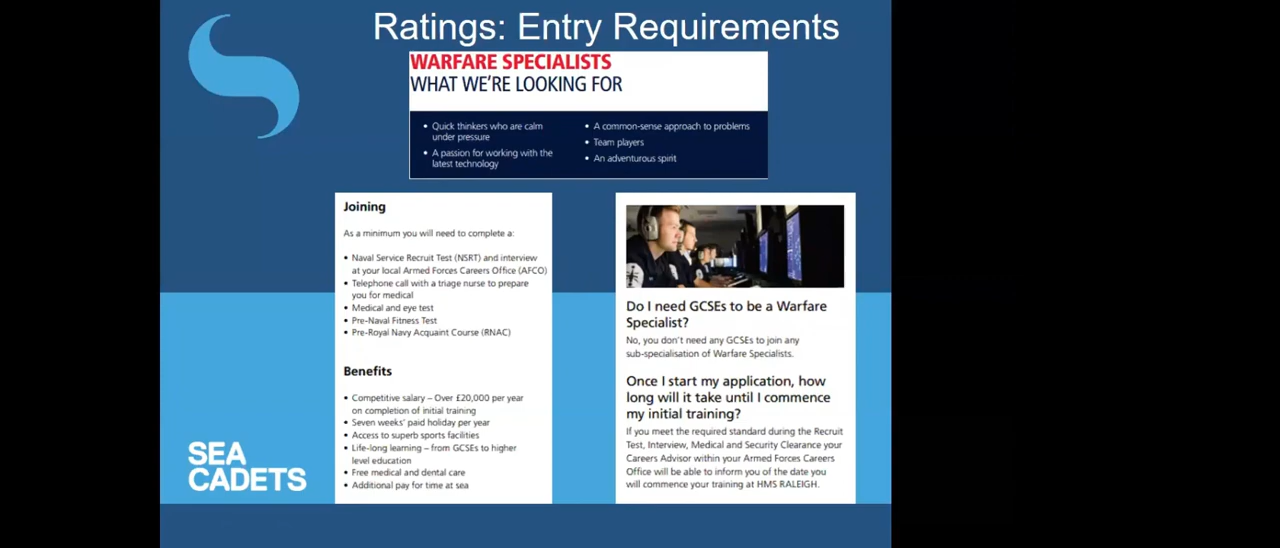 Ratings: Entry Requirements
WARFARE SPECIALISTS
WHAT WE'RE LOOKING FOR
• Quick thinkers who are calm
under pressure
• A passion for working with the
latest technology
• A common-sense approach to problems
• Team players
• An adventurous spirit
Joining
As a minimum you will need to complete a:
• Naval Service Recruit Test (NSRT) and interview
at your local Armed Forces Careers Office (AFCO)
• Telephone call with a triage nurse to prepare
you for medical
• Medical and eye test
• Pre-Naval Fitness Test
• Pre-Royal Navy Acquaint Course (RNAC)
Benefits
• Competitive salary – Over £20,000 per year
on completion of initial training
• Seven weeks' paid holiday per year
• Access to superb sports facilities
• Life-long learning – from GCSEs to higher
level education
• Free medical and dental care
• Additional pay for time at sea
Do I need GCSEs to be a Warfare
Specialist?
No, you don't need any GCSEs to join any
sub-specialisation of Warfare Specialists.
Once I start my application, how
long will it take until I commence
my initial training?
If you meet the required standard during the Recruit
Test, Interview, Medical and Security Clearance your
Careers Advisor within your Armed Forces Careers
Office will be able to inform you of the date you
will commence your training at HMS RALEIGH.
SEA
CADETS